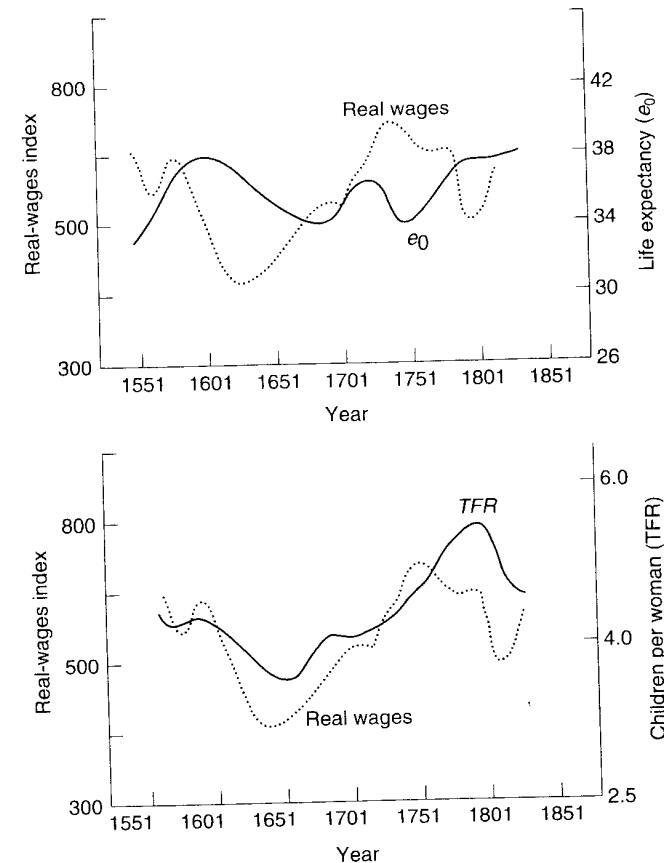 800
500
300
Real-wages index
Real wages
e0
42
38
34
30
26
Life expectancy (e0)
1551 1601 1651 1701 1751 1801 1851
Year
800
500
300
Real-wages index
TFR
Real wages
6.0
4.0
2.5
Children per woman (TFR)
1551 1601 1651 1701 1751 1801 1851
Year